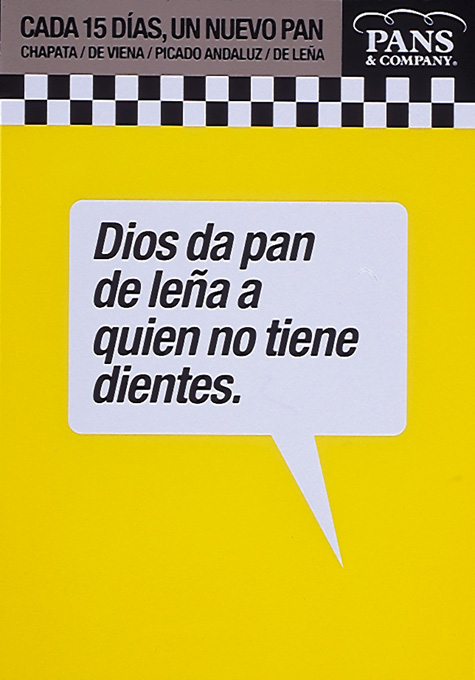 CADA 15 DÍAS, UN NUEVO PAN
CHAPATA / DE VIENA / PICADO ANDALUZ / DE LEÑA
PANS
& COMPANY®
Dios da pan
de leña a
quien no tiene
dientes.